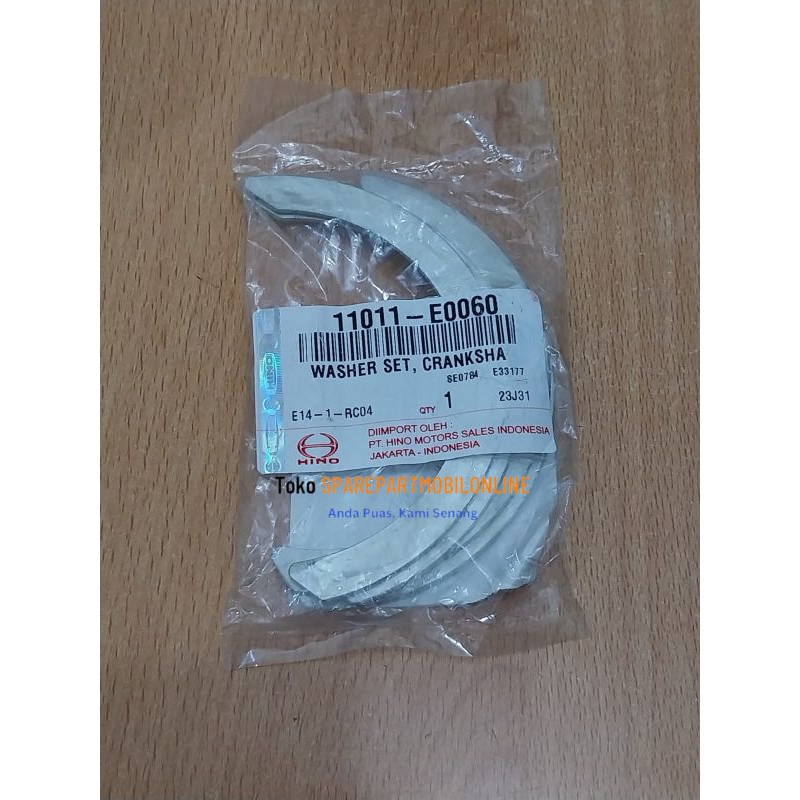 11011-E0060
WASHER SET, CRANKSHA
SE0784 E33177
E14-1-RC04 QTY 1 23J31
HINO
DIIMPORT OLEH :
PT. HINO MOTORS SALES INDONESIA
JAKARTA - INDONESIA
HINO
Toko SPAREPARTMOBILONLINE
Anda Puas, Kami Senang